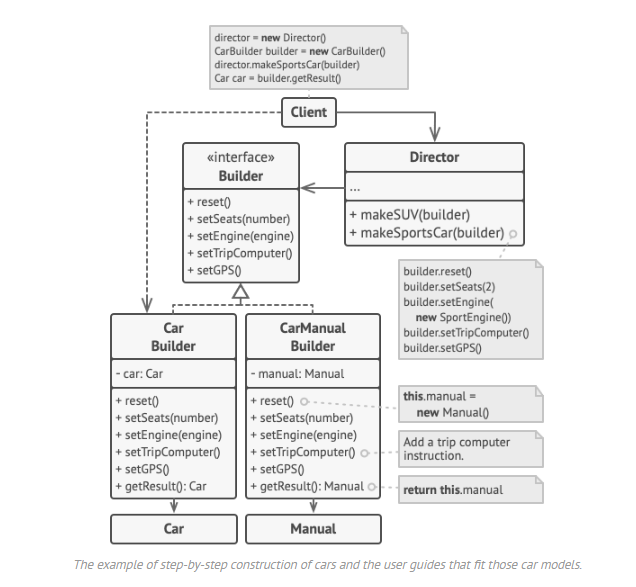 director = new Director()
CarBuilder builder = new CarBuilder()
director.makeSportsCar(builder)
Car car = builder.getResult()
Client
«interface»
Builder
+ reset()
+ setSeats(number)
+ setEngine(engine)
+ setTripComputer()
+ setGPS()
Director
...
+ makeSUV(builder)
+ makeSportsCar(builder)
builder.reset()
builder.setSeats(2)
builder.setEngine(
new SportEngine())
builder.setTripComputer()
builder.setGPS()
Car
Builder
- car: Car
+ reset()
+ setSeats(number)
+ setEngine(engine)
+ setTripComputer()
+ setGPS()
+ getResult(): Car
CarManual
Builder
- manual: Manual
+ reset()
+ setSeats(number)
+ setEngine(engine)
+ setTripComputer()
+ setGPS()
+ getResult(): Manual
this.manual =
new Manual()
Add a trip computer
instruction.
return this.manual
Car
Manual
The example of step-by-step construction of cars and the user guides that fit those car models.